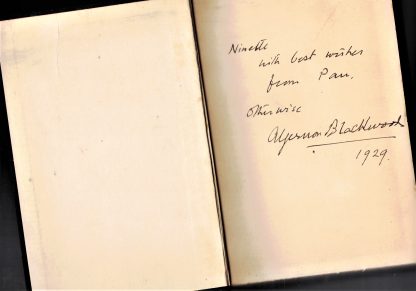 Ninette
with best wishes
from Pan,
otherwise
Algernon Blackwood
1929.